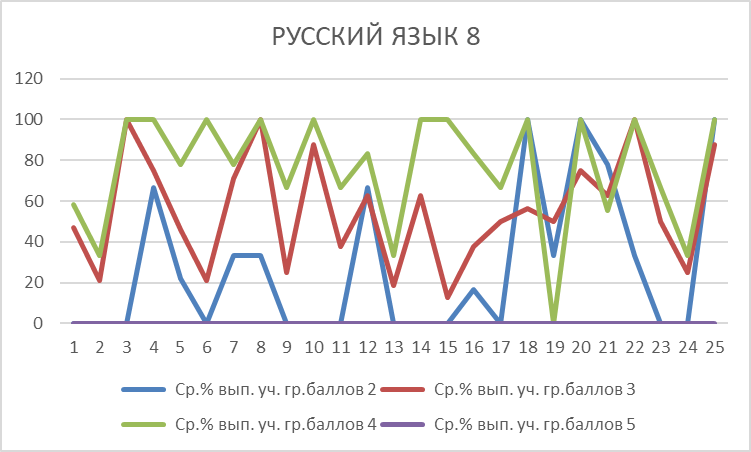 РУССКИЙ ЯЗЫК 8
120
100
80
60
40
20
0
1 2 3 4 5 6 7 8 9 10 11 12 13 14 15 16 17 18 19 20 21 22 23 24 25
Ср.% вып. уч. гр.баллов 2 Ср.% вып. уч. гр.баллов 3
Ср.% вып. уч. гр.баллов 4 Ср.% вып. уч. гр.баллов 5